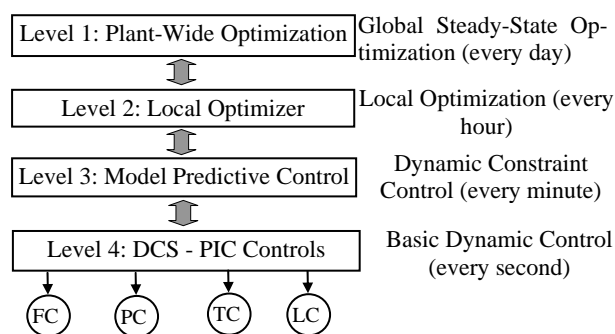 Level 1: Plant-Wide Optimization
Global Steady-State Op-
timization (every day)
Level 2: Local Optimizer
Local Optimization (every
hour)
Level 3: Model Predictive Control
Dynamic Constraint
Control (every minute)
Level 4: DCS - PIC Controls
Basic Dynamic Control
(every second)
FC
PC
TC
LC